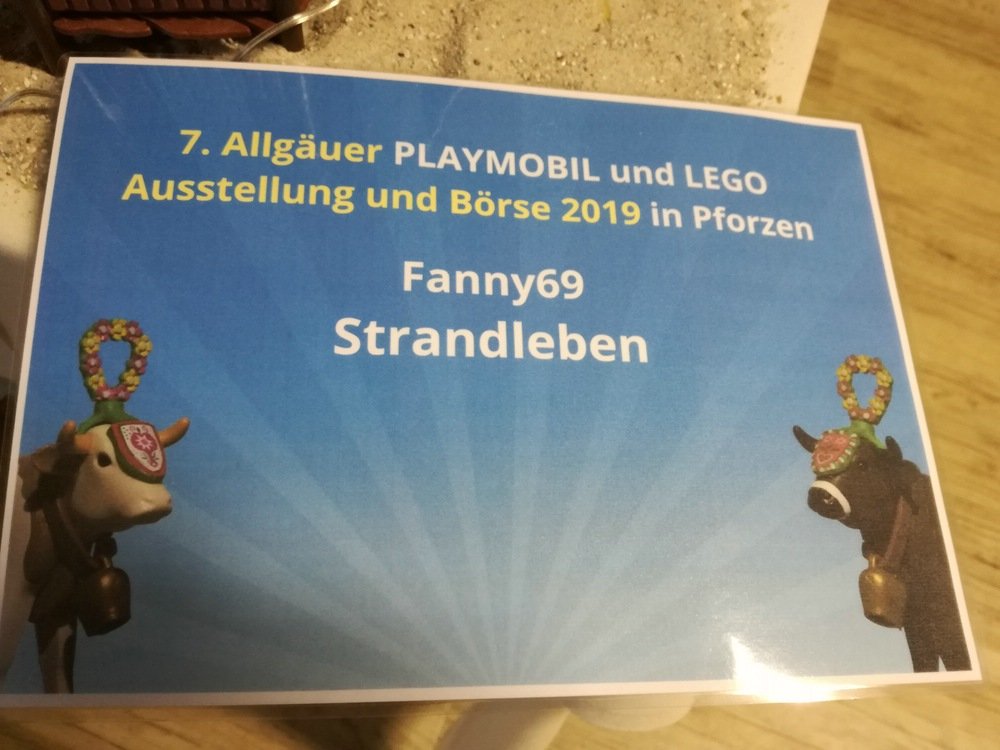 7. Allgäuer PLAYMOBIL und LEGO
Ausstellung und Börse 2019 in Pforzen
Fanny69
Strandleben